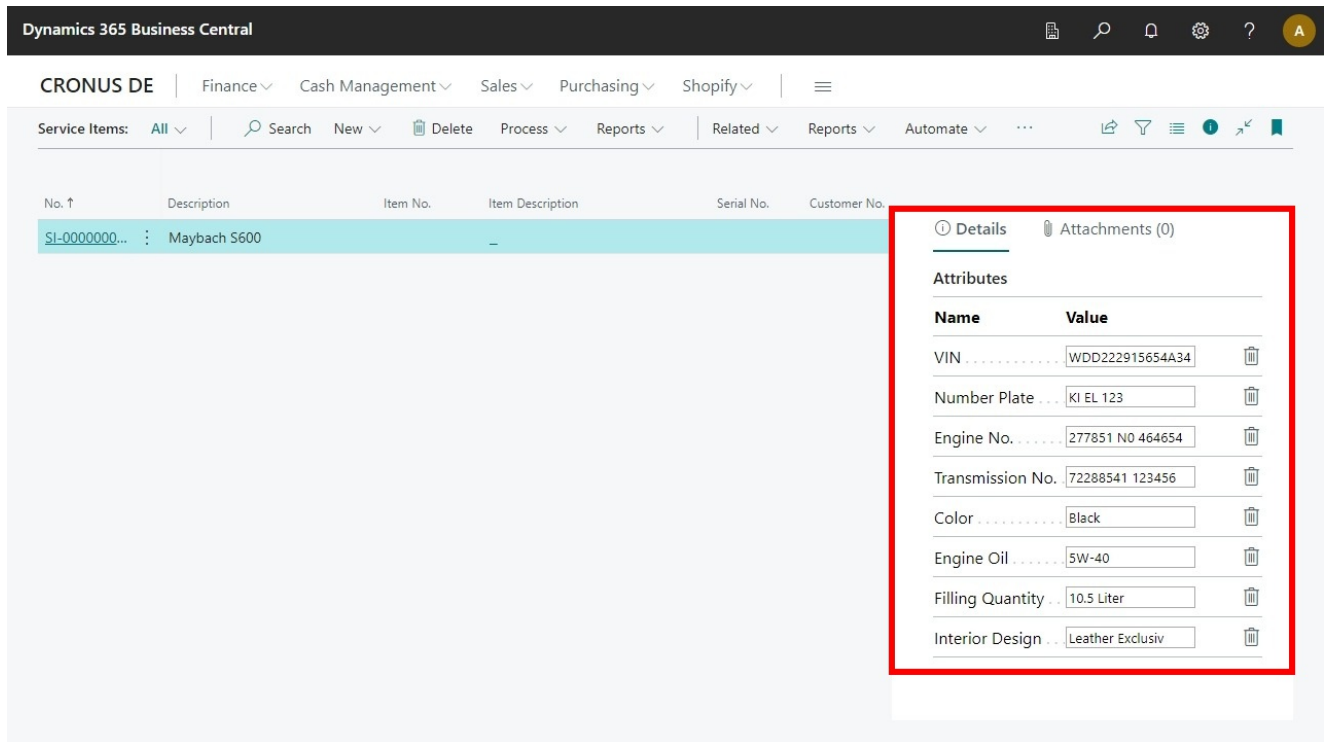 Dynamics 365 Business Central
?
A
CRONUS DE
Finance
Cash Management
Sales
Purchasing
Shopify
Service Items:
All
Search
New
Delete
Process
Reports
Related
Reports
Automate
...
No. ↑
Description
Item No.
Item Description
Serial No.
Customer No.
SI-0000000...
Maybach S600
_
Details
Attachments (0)
Attributes
Name Value
VIN WDD222915654A34
Number Plate KI EL 123
Engine No. 277851 N0 464654
Transmission No. 72288541 123456
Color Black
Engine Oil 5W-40
Filling Quantity 10.5 Liter
Interior Design Leather Exclusiv